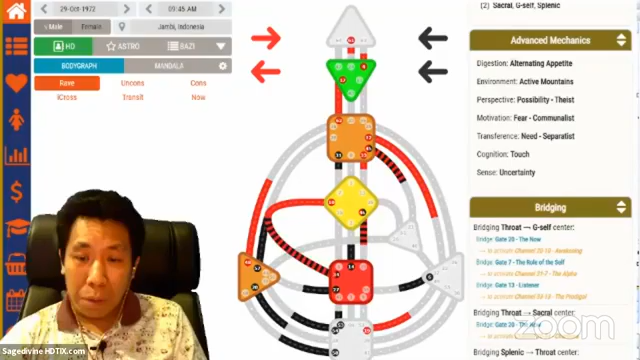 29-Oct-1972
09:45 AM
Male
Female
Jambi, Indonesia
HD
ASTRO
BAZI
BODYGRAPH
MANDALA
Rave
Uncons
Cons
iCross
Transit
Now
(2) Sacral, G-self, Splenic
Advanced Mechanics
Digestion: Alternating Appetite
Environment: Active Mountains
Perspective: Possibility - Theist
Motivation: Fear - Communalist
Transference: Need - Separatist
Cognition: Touch
Sense: Uncertainty
Bridging
Bridging Throat → G-self center:
Bridge: Gate 20 - The Now
Bridge: Gate 7 - The Role of the Self
Bridge: Gate 13 - Listener
Bridging Throat → Sacral center:
Bridge: Gate 20 - The Now
Bridging Splenic → Throat center:
zoom
Sagedivine HDTIX.com